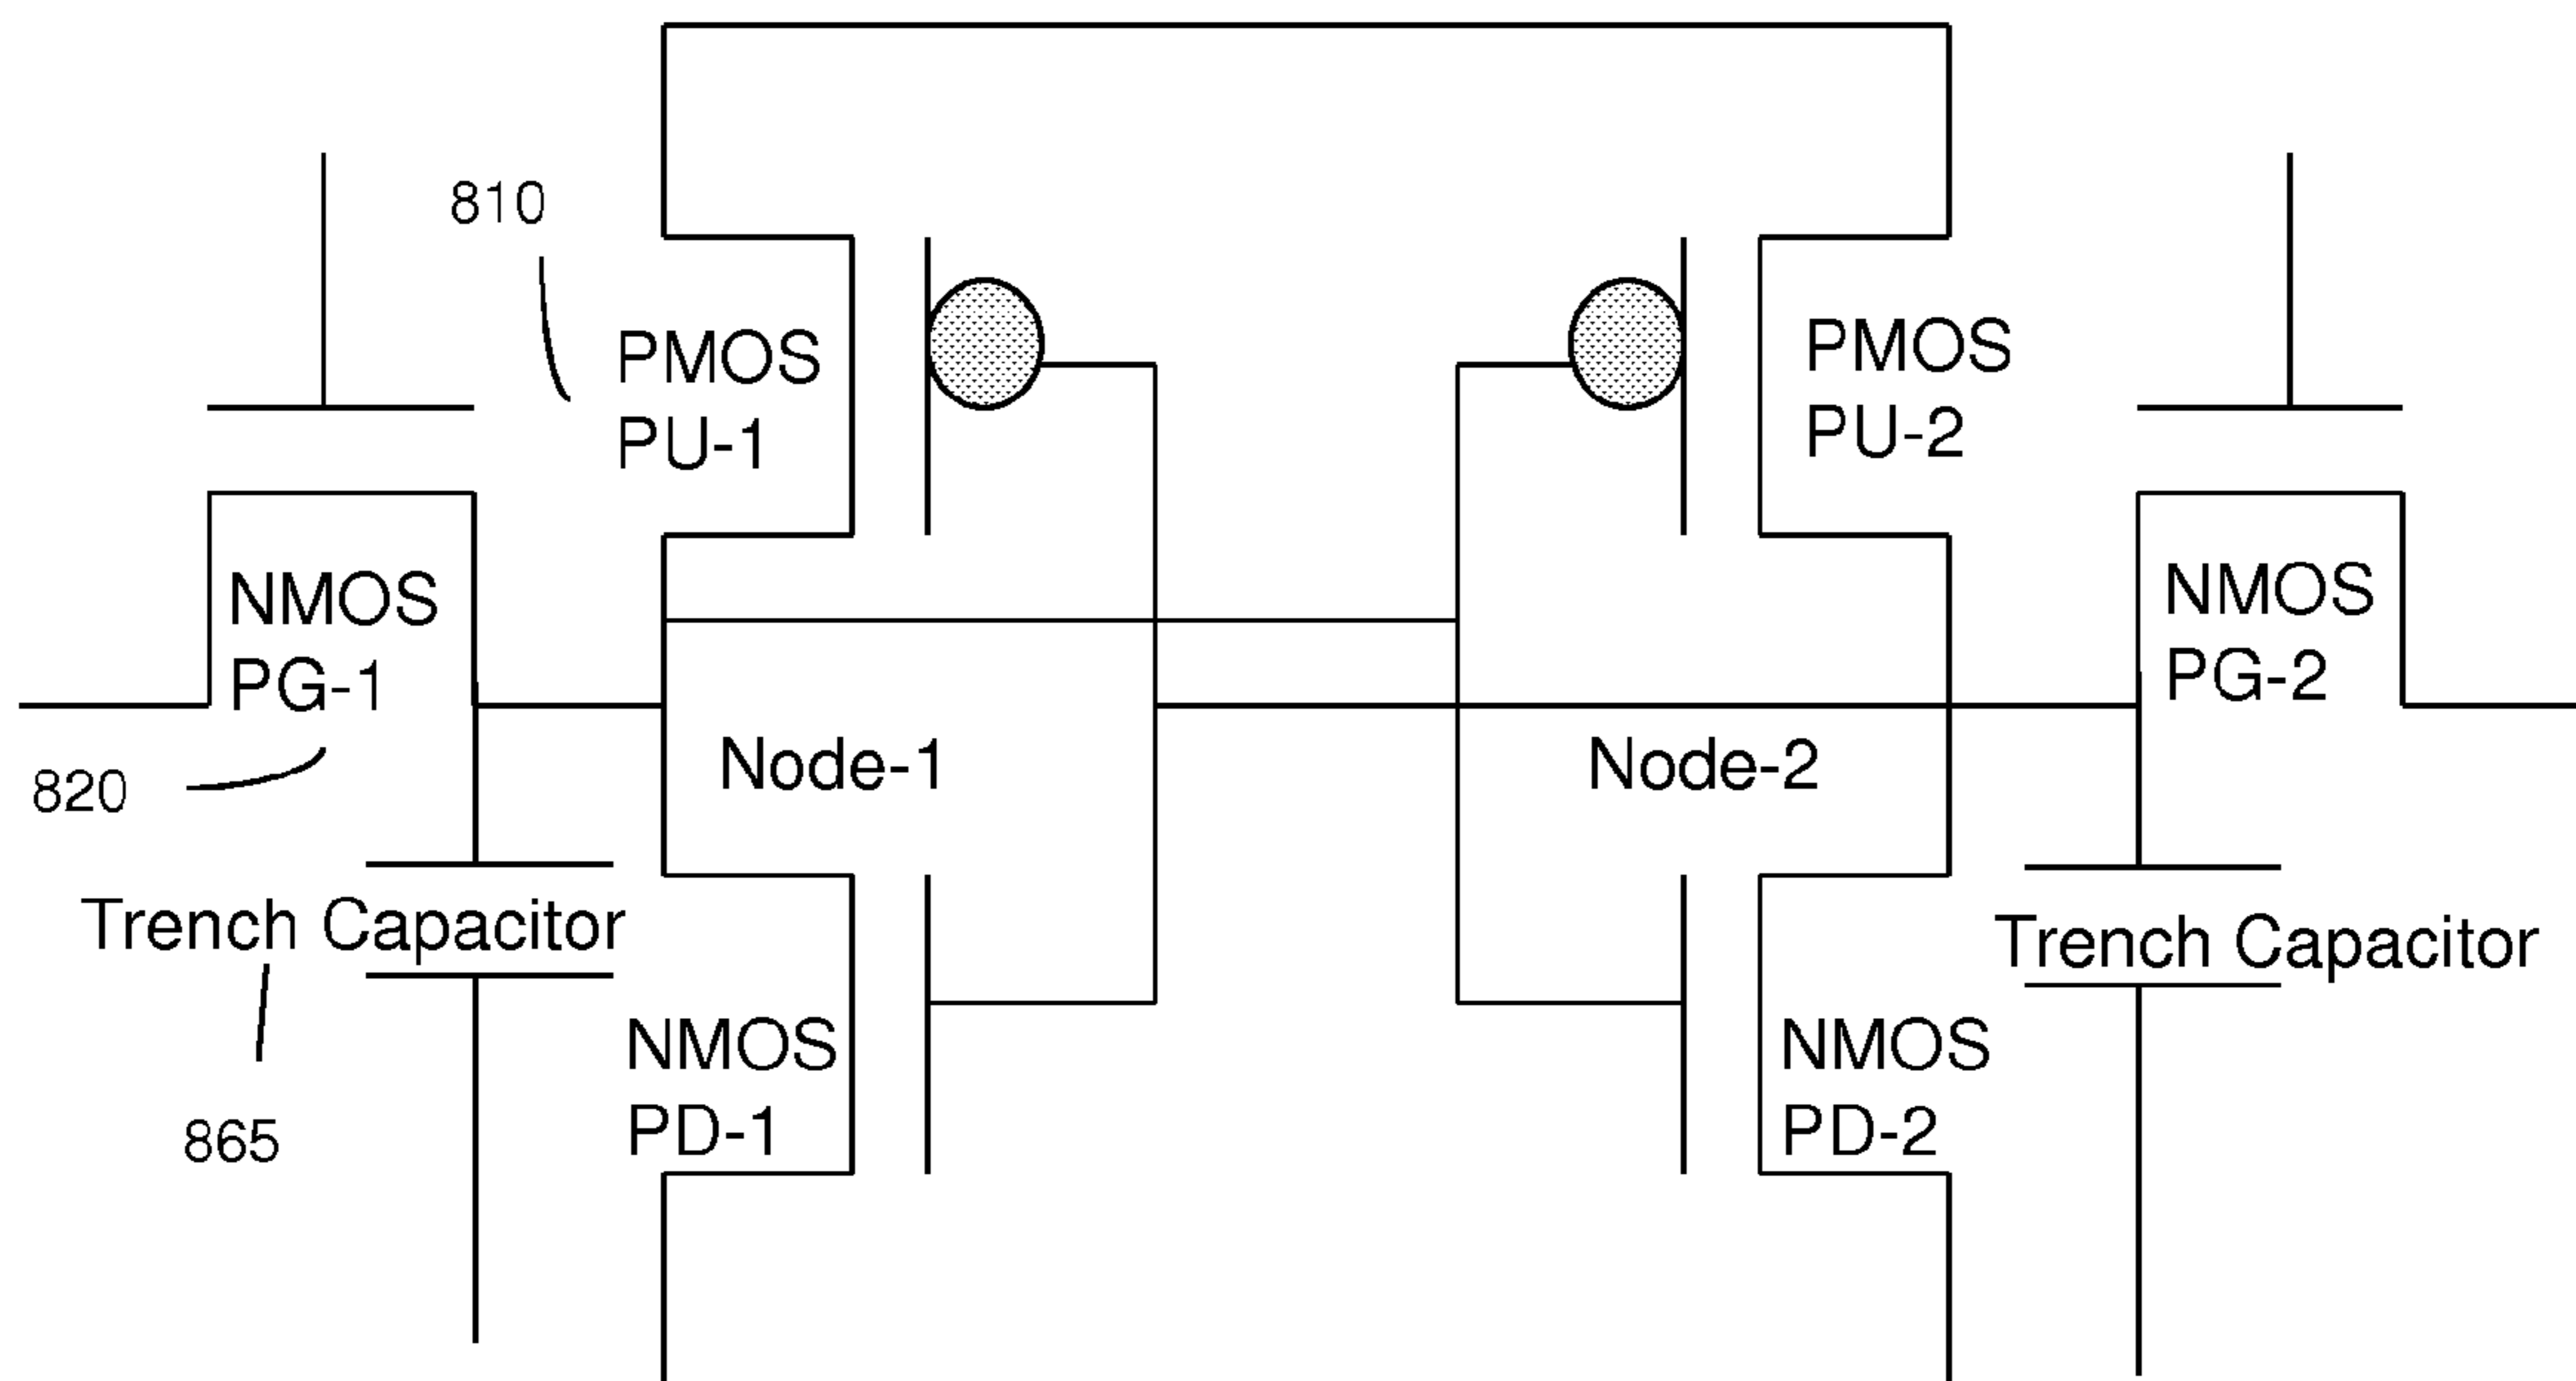 810
PMOS
PU-1
PMOS
PU-2
NMOS
PG-1
NMOS
PG-2
820
Node-1
Node-2
Trench Capacitor
Trench Capacitor
865
NMOS
PD-1
NMOS
PD-2